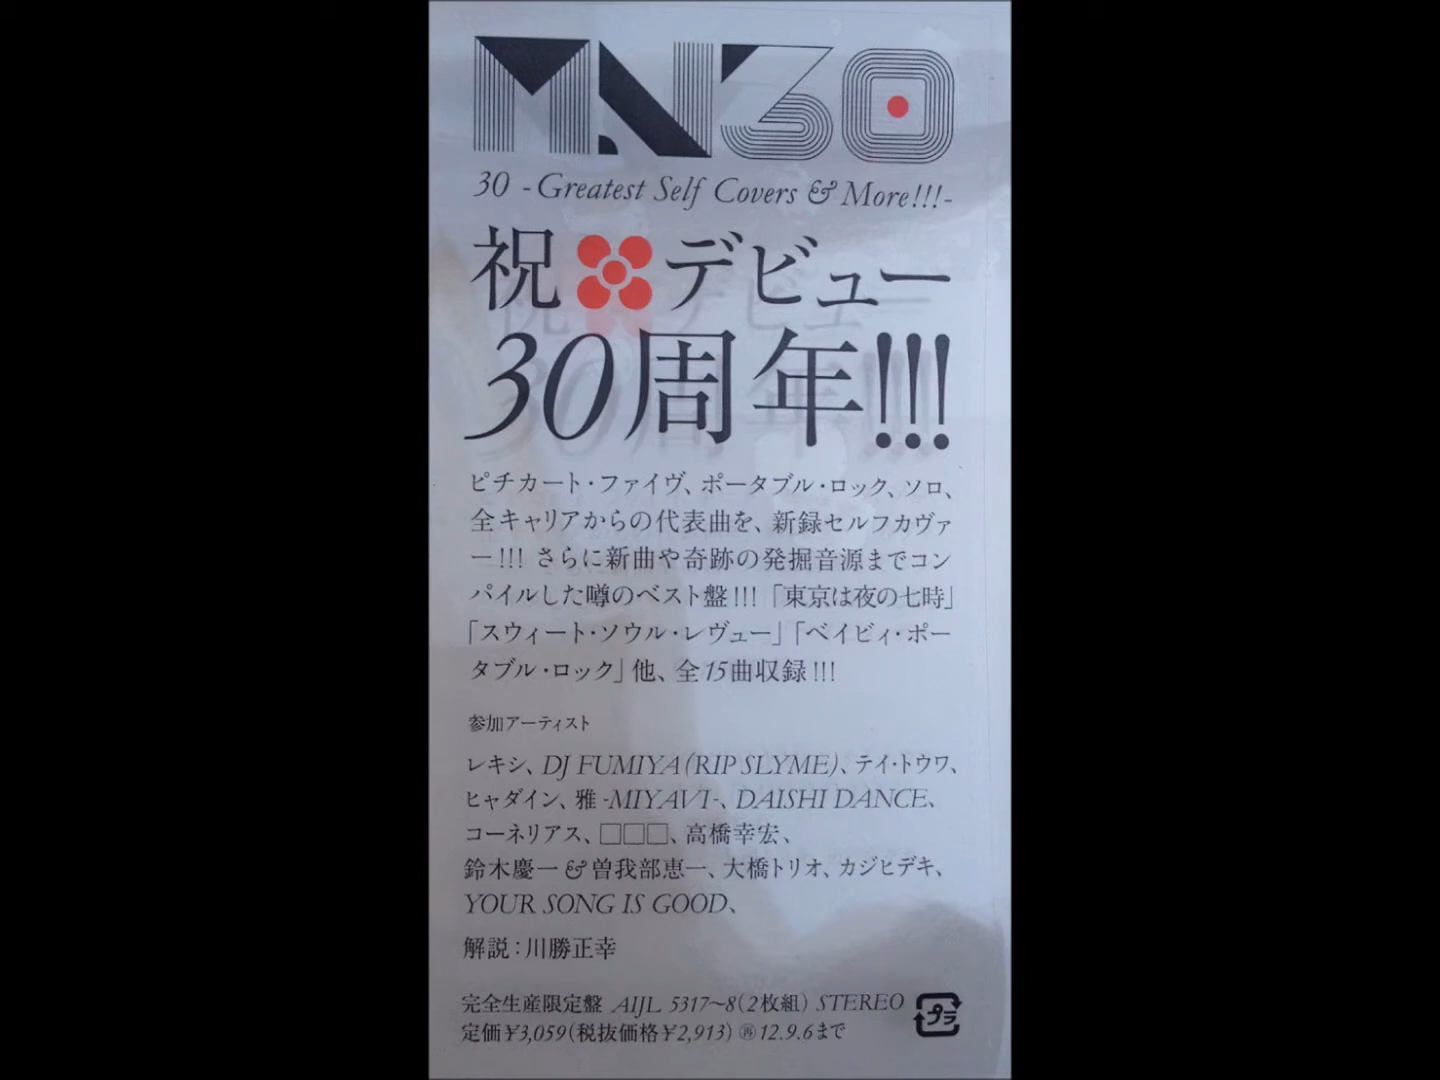 MN30
30 -Greatest Self Covers & More!!!-
祝 デビュー
30周年!!!
ピチカート・ファイヴ、ポータブル・ロック、ソロ、
全キャリアからの代表曲を、新録セルフカヴァ
ー!!! さらに新曲や奇跡の発掘音源までコン
パイルした噂のベスト盤!!!「東京は夜の七時」
「スウィート・ソウル・レヴュー」「ベイビィ・ポー
タブル・ロック」他、全15曲収録!!!
参加アーティスト
レキシ、DJ FUMIYA(RIP SLYME)、テイ・トウワ、
ヒャダイン、雅-MIYAVI-、DAISHI DANCE、
コーネリアス、□□□、高橋幸宏、
鈴木慶一&曽我部恵一、大橋トリオ、カジヒデキ、
YOUR SONG IS GOOD、
解説：川勝正幸
完全生産限定盤 AIJL 5317〜8(2枚組) STEREO
定価¥3,059(税抜価格¥2,913) ㊢12.9.6まで
プラ